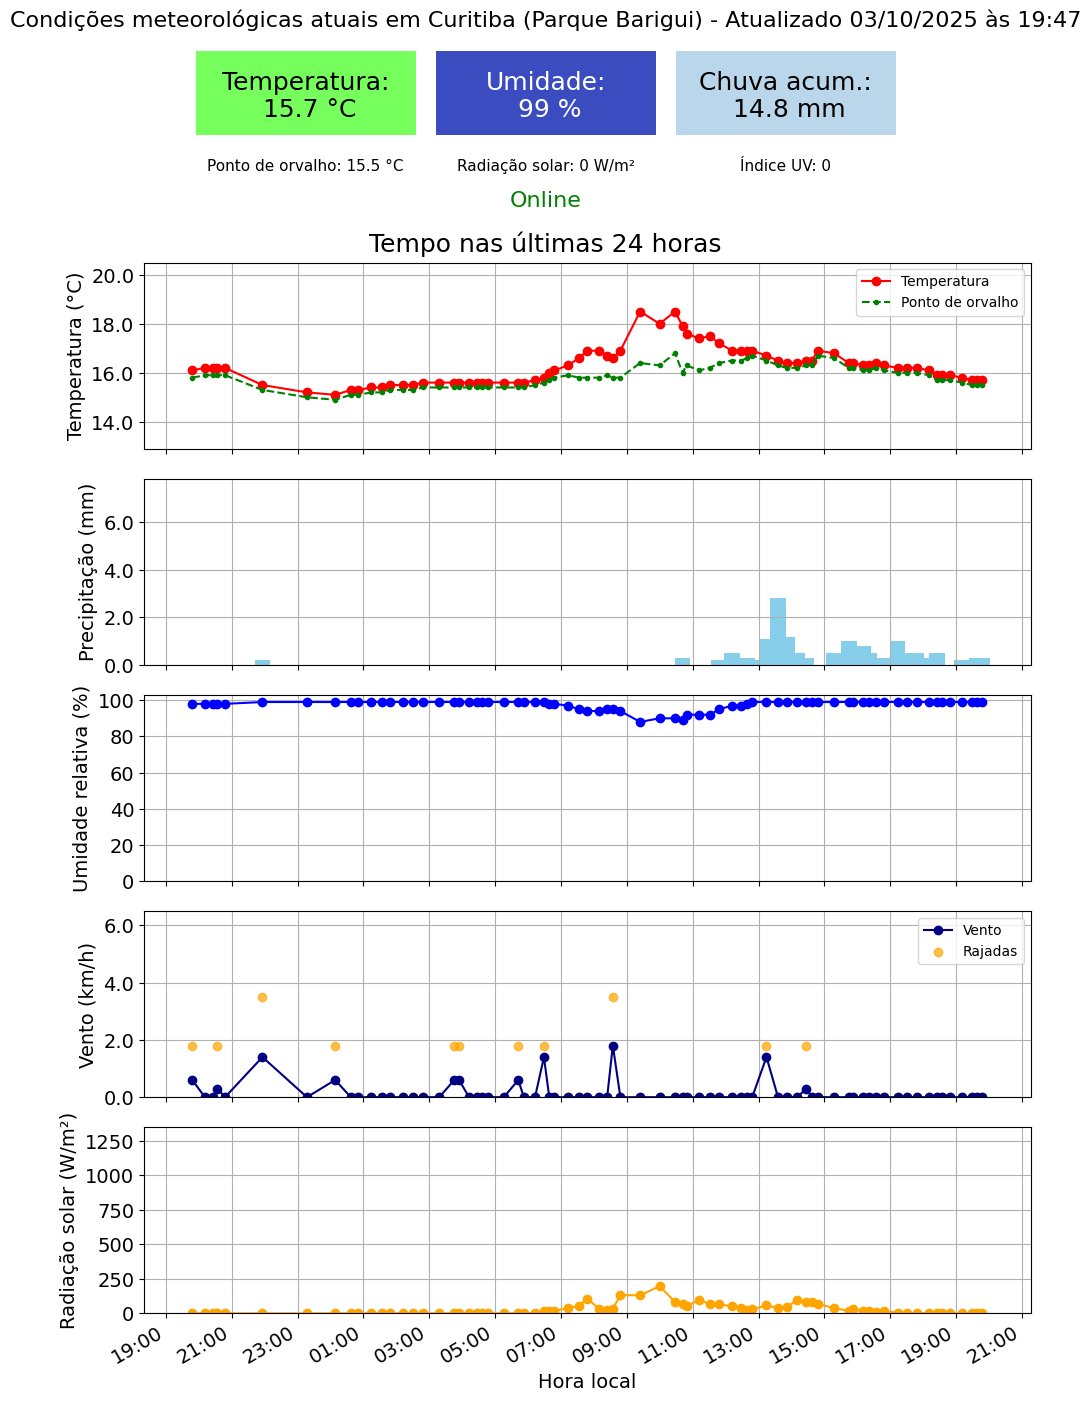 Condições meteorológicas atuais em Curitiba (Parque Barigui) - Atualizado 03/10/2025 às 19:47
Temperatura:
15.7 °C
Umidade:
99 %
Chuva acum.:
14.8 mm
Ponto de orvalho: 15.5 °C
Radiação solar: 0 W/m²
Índice UV: 0
Online
Tempo nas últimas 24 horas
Temperatura (°C)
20.0
18.0
16.0
14.0
Temperatura
Ponto de orvalho
Precipitação (mm)
6.0
4.0
2.0
0.0
Umidade relativa (%)
100
80
60
40
20
0
Vento (km/h)
6.0
4.0
2.0
0.0
Vento
Rajadas
Radiação solar (W/m²)
1250
1000
750
500
250
0
19:00
21:00
23:00
01:00
03:00
05:00
07:00
09:00
11:00
13:00
15:00
17:00
19:00
21:00
Hora local